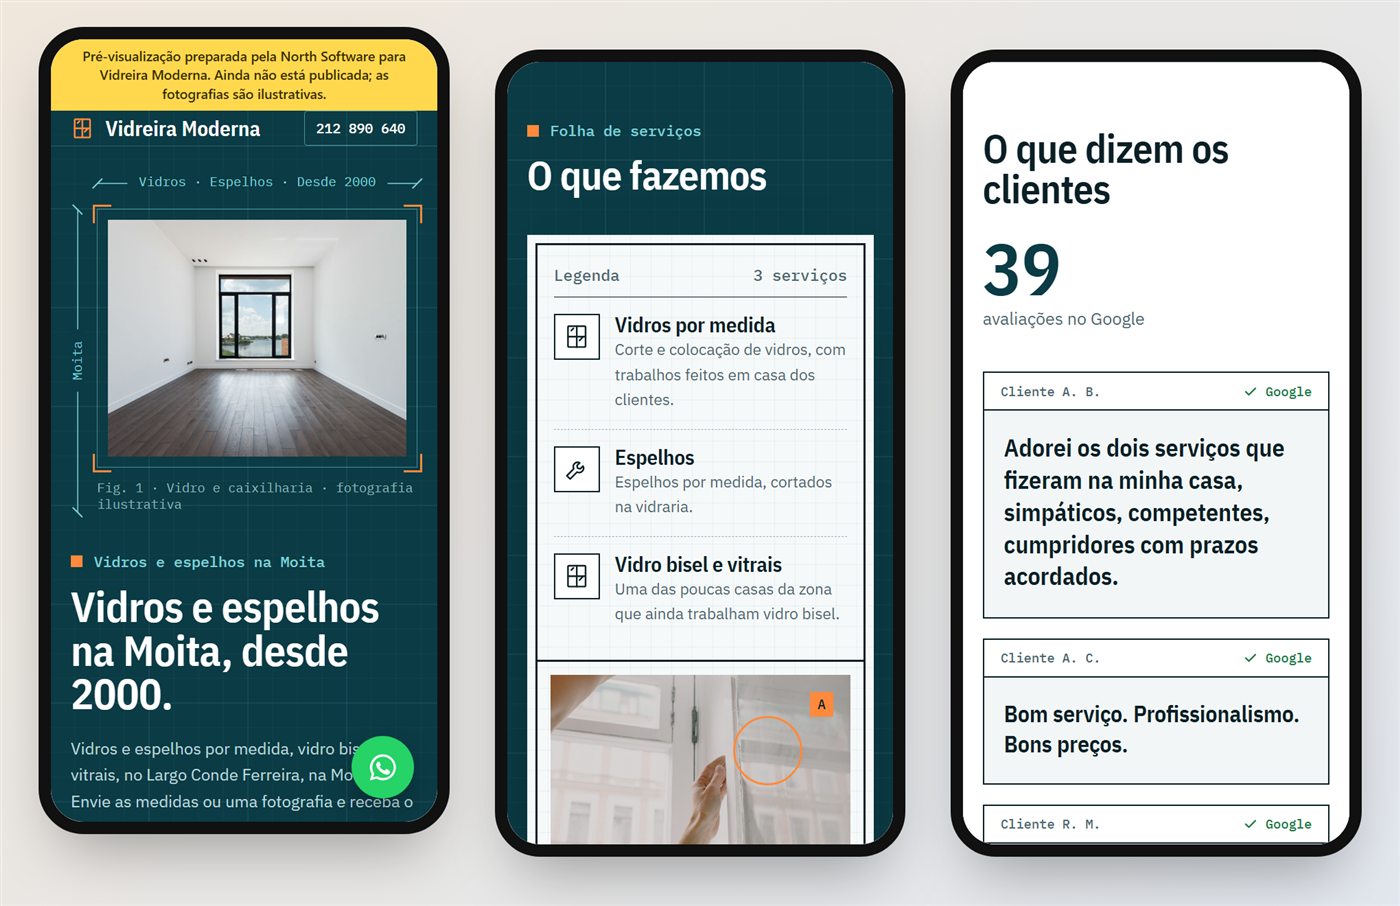 Pré-visualização preparada pela North Software para
Vidreira Moderna. Ainda não está publicada; as
fotografias são ilustrativas.
Vidreira Moderna
212 890 640
Vidros · Espelhos · Desde 2000
Moita
Fig. 1 · Vidro e caixilharia · fotografia
ilustrativa
Vidros e espelhos na Moita
Vidros e espelhos
na Moita, desde
2000.
Vidros e espelhos por medida, vidro
vitrais, no Largo Conde Ferreira, na
Envie as medidas ou uma fotografia e receba o
Folha de serviços
O que fazemos
Legenda
3 serviços
Vidros por medida
Corte e colocação de vidros, com
trabalhos feitos em casa dos
clientes.
Espelhos
Espelhos por medida, cortados
na vidraria.
Vidro bisel e vitrais
Uma das poucas casas da zona
que ainda trabalham vidro bisel.
A
O que dizem os
clientes
39
avaliações no Google
Cliente A. B.
Google
Adorei os dois serviços que
fizeram na minha casa,
simpáticos, competentes,
cumpridores com prazos
acordados.
Cliente A. C.
Google
Bom serviço. Profissionalismo.
Bons preços.
Cliente R. M.
Google